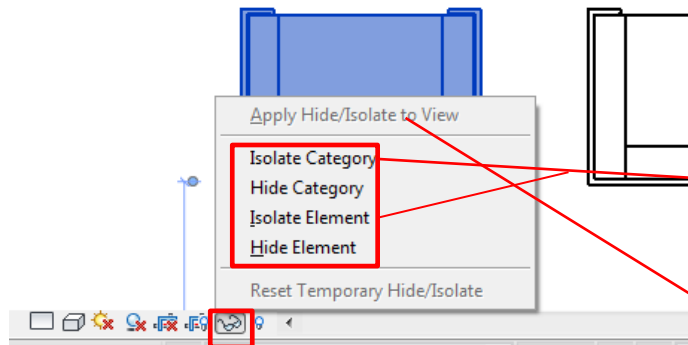 Apply Hide/Isolate to View
Isolate Category
Hide Category
Isolate Element
Hide Element
Reset Temporary Hide/Isolate